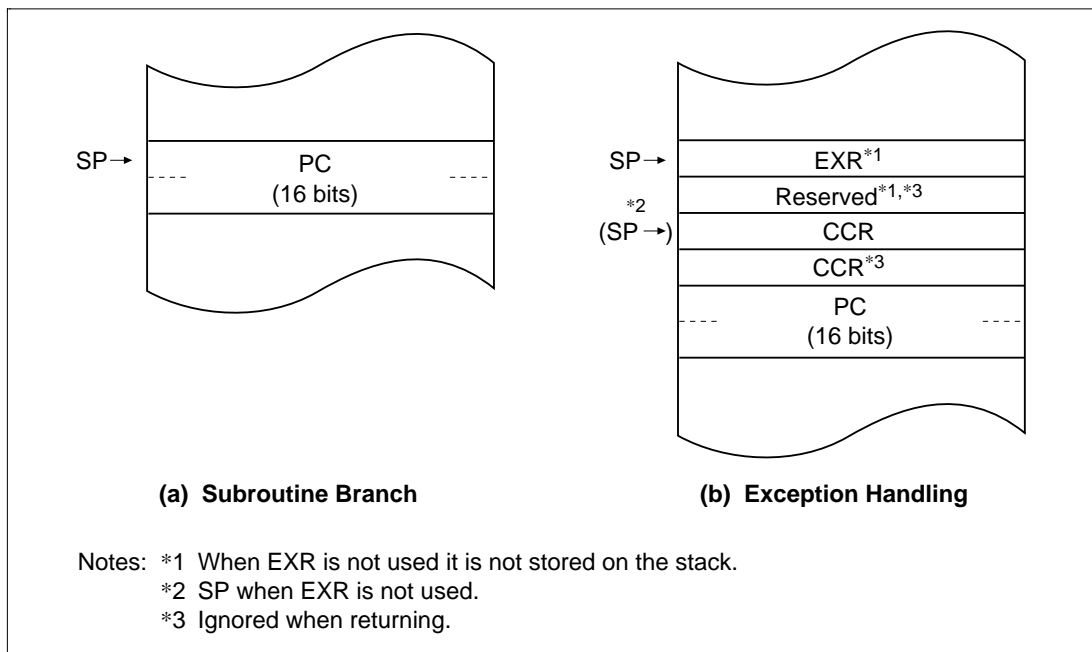 SP→
PC
(16 bits)
SP→
EXR*1
Reserved*1,*3
*2
(SP→)
CCR
CCR*3
PC
(16 bits)
(a) Subroutine Branch
(b) Exception Handling
Notes: *1 When EXR is not used it is not stored on the stack.
*2 SP when EXR is not used.
*3 Ignored when returning.